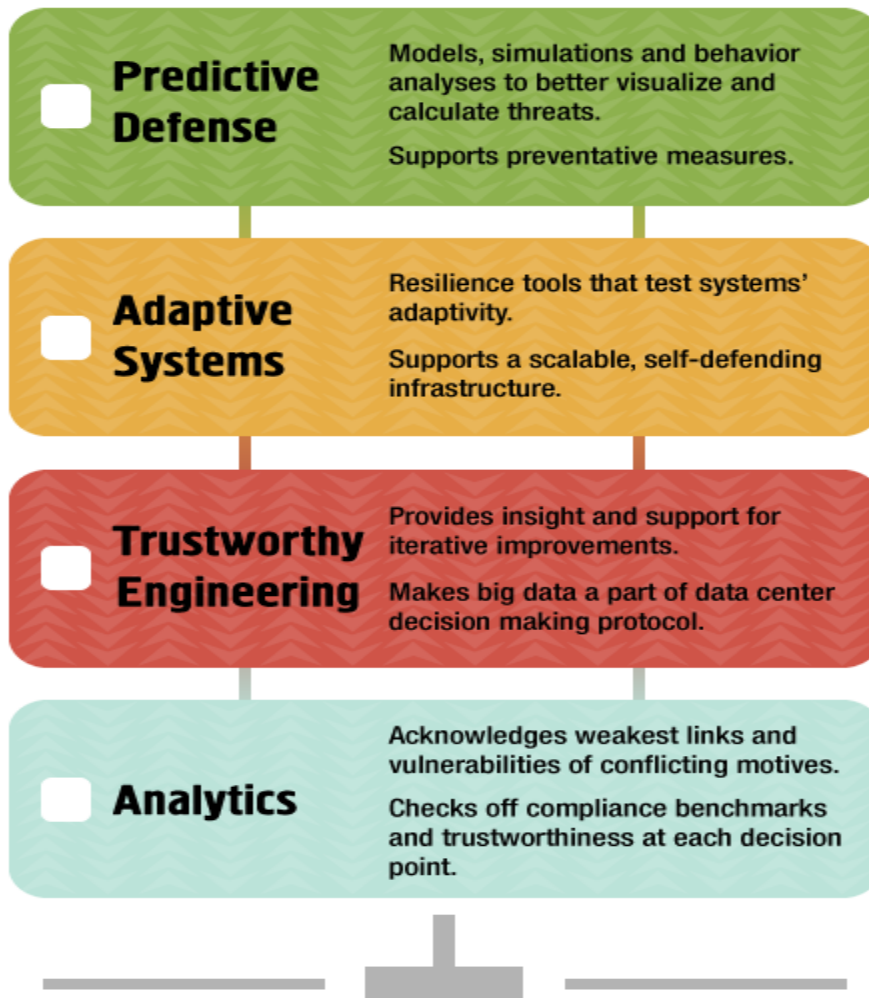 Predictive
Defense
Models, simulations and behavior
analyses to better visualize and
calculate threats.
Supports preventative measures.
Adaptive
Systems
Resilience tools that test systems’
adaptivity.
Supports a scalable, self-defending
infrastructure.
Trustworthy
Engineering
Provides insight and support for
iterative improvements.
Makes big data a part of data center
decision making protocol.
Analytics
Acknowledges weakest links and
vulnerabilities of conflicting motives.
Checks off compliance benchmarks
and trustworthiness at each decision
point.